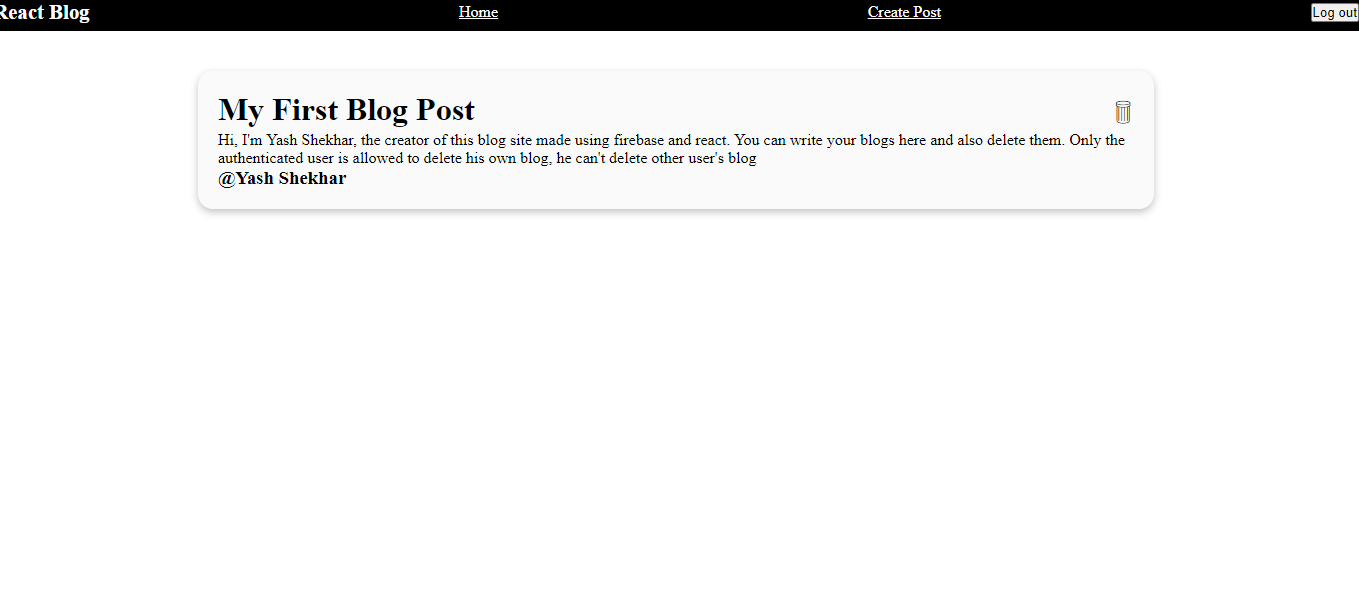 React Blog Home Create Post Log out
My First Blog Post
Hi, I'm Yash Shekhar, the creator of this blog site made using firebase and react. You can write your blogs here and also delete them. Only the
authenticated user is allowed to delete his own blog, he can't delete other user's blog
@Yash Shekhar